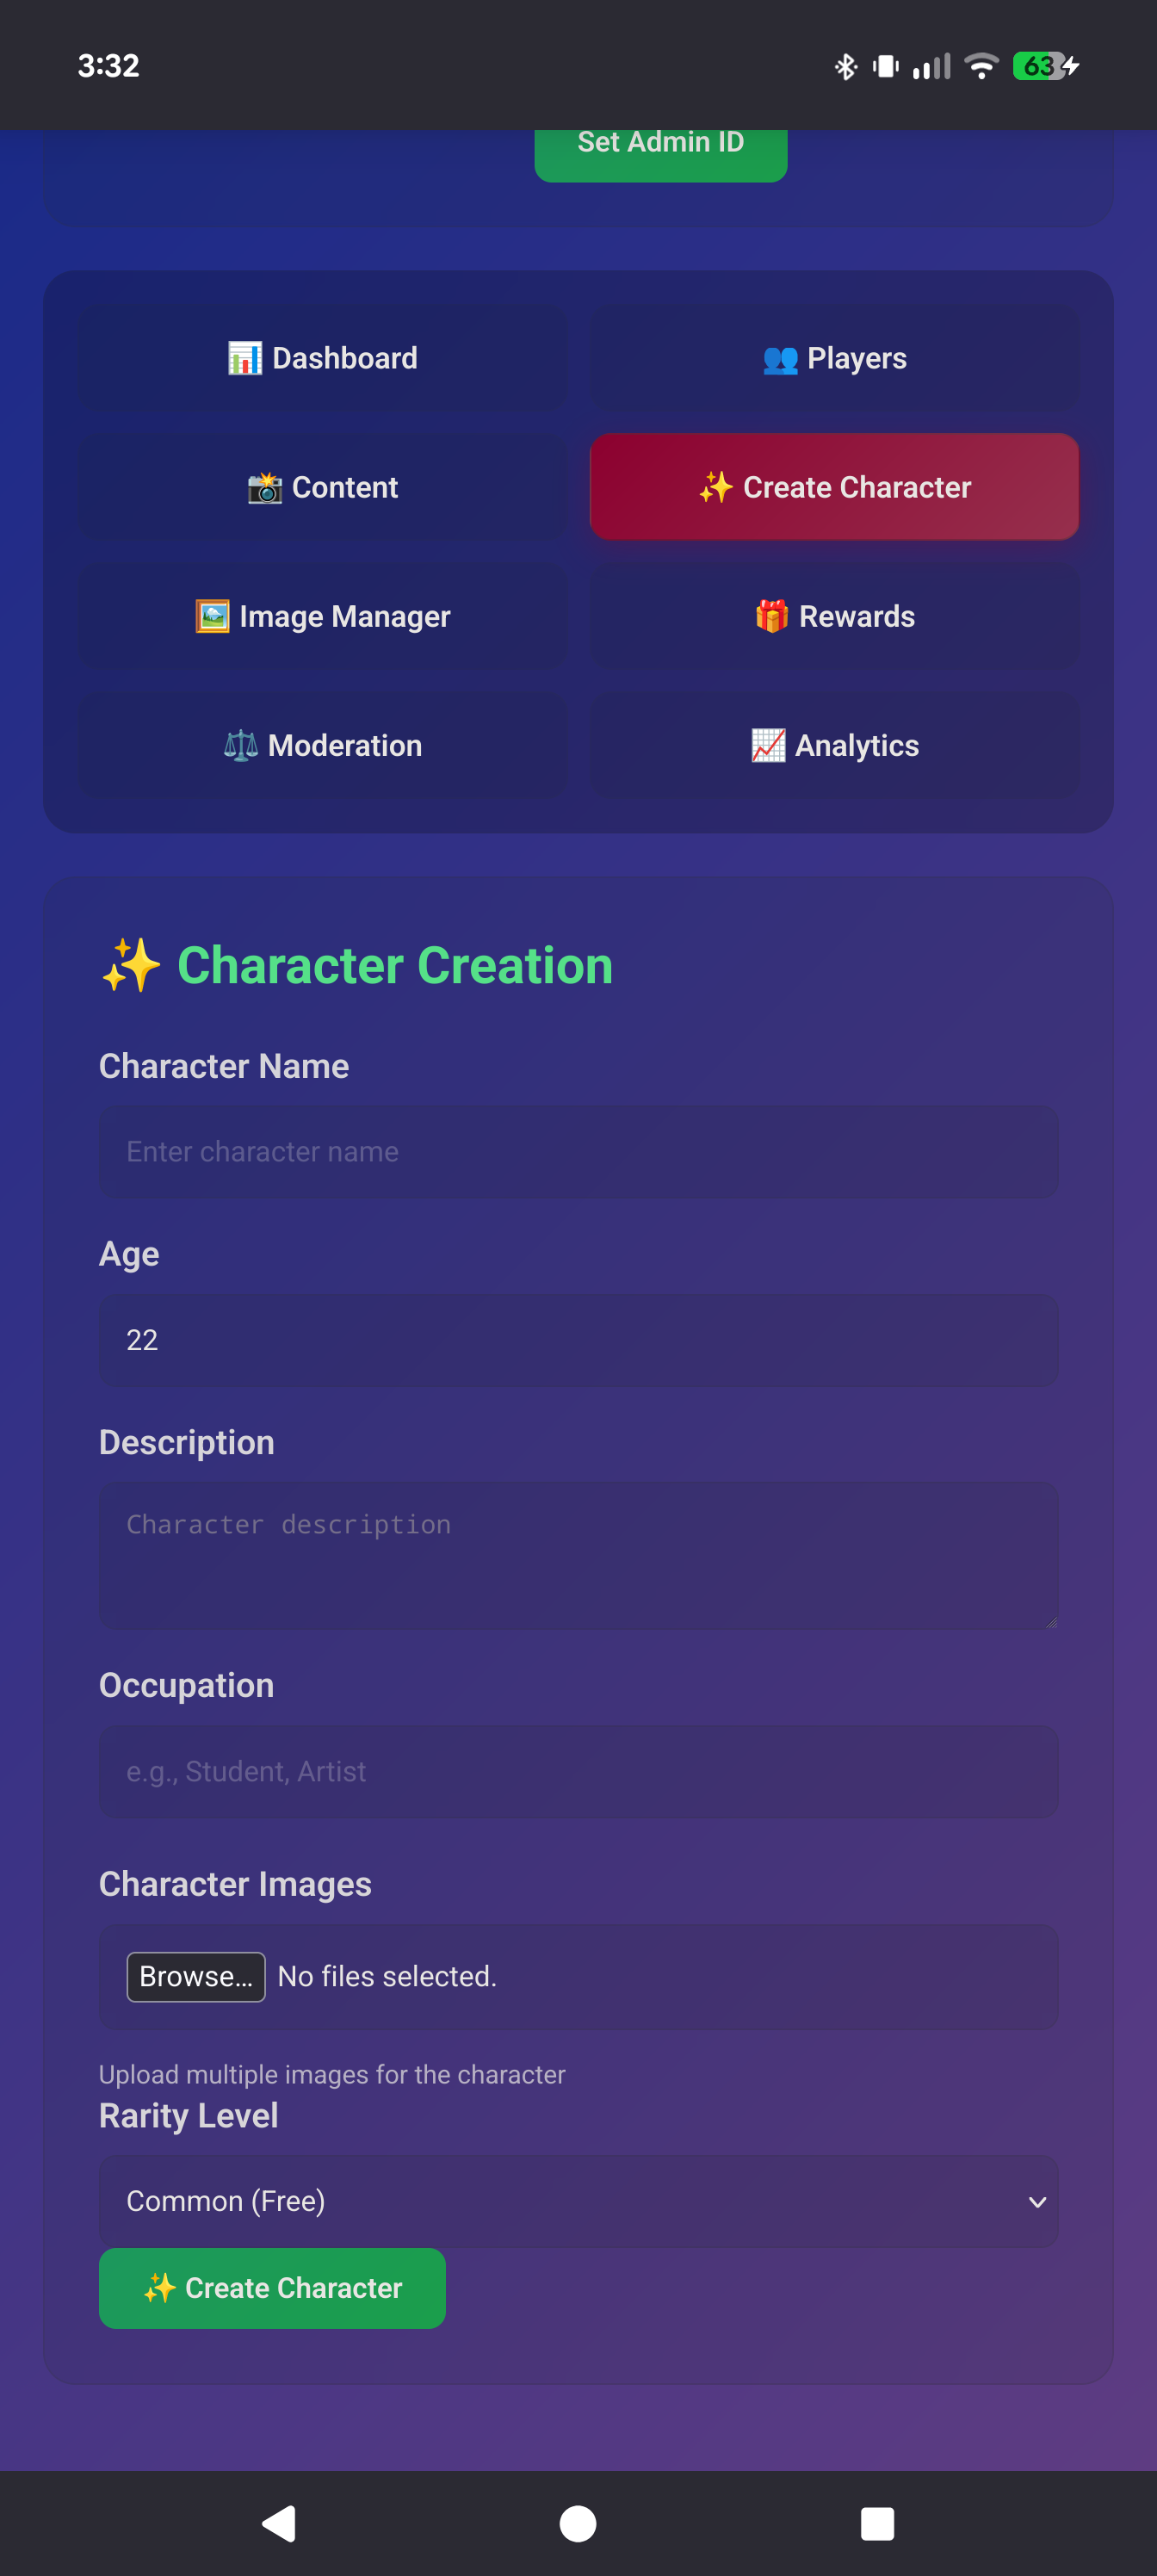 3:32
63
Set Admin ID
📊 Dashboard
👥 Players
📸 Content
✨ Create Character
🖼️ Image Manager
🎁 Rewards
⚖️ Moderation
📈 Analytics
✨ Character Creation
Character Name
Enter character name
Age
22
Description
Character description
Occupation
e.g., Student, Artist
Character Images
Browse... No files selected.
Upload multiple images for the character
Rarity Level
Common (Free)
✨ Create Character